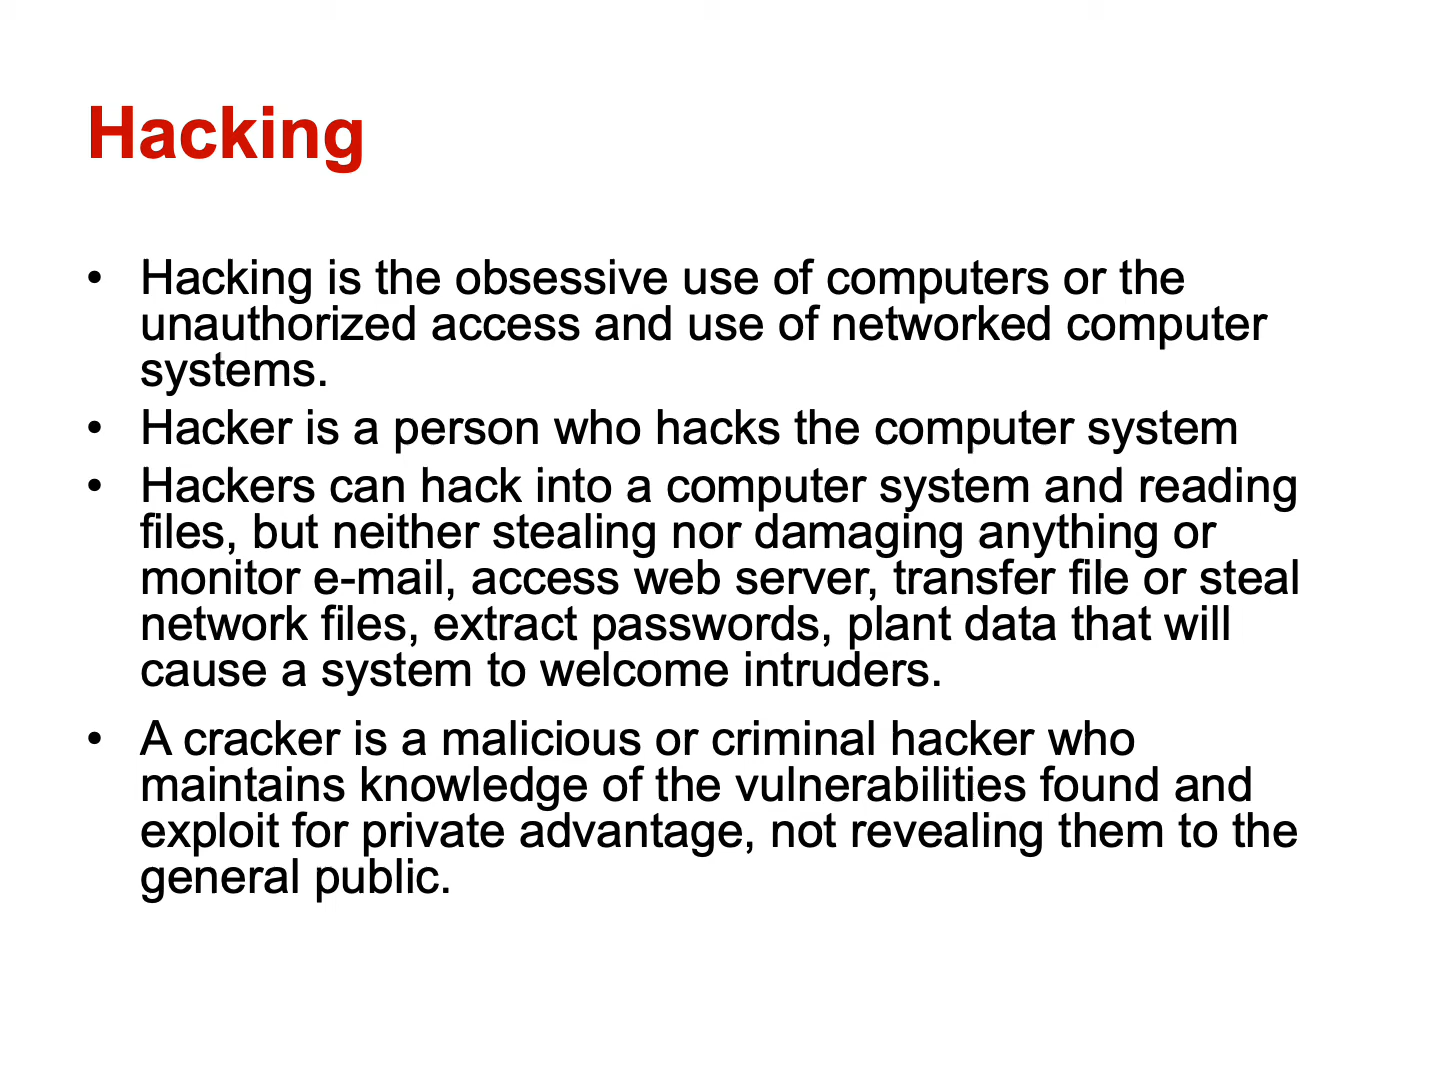 Hacking
• Hacking is the obsessive use of computers or the
unauthorized access and use of networked computer
systems.
• Hacker is a person who hacks the computer system
• Hackers can hack into a computer system and reading
files, but neither stealing nor damaging anything or
monitor e-mail, access web server, transfer file or steal
network files, extract passwords, plant data that will
cause a system to welcome intruders.
• A cracker is a malicious or criminal hacker who
maintains knowledge of the vulnerabilities found and
exploit for private advantage, not revealing them to the
general public.